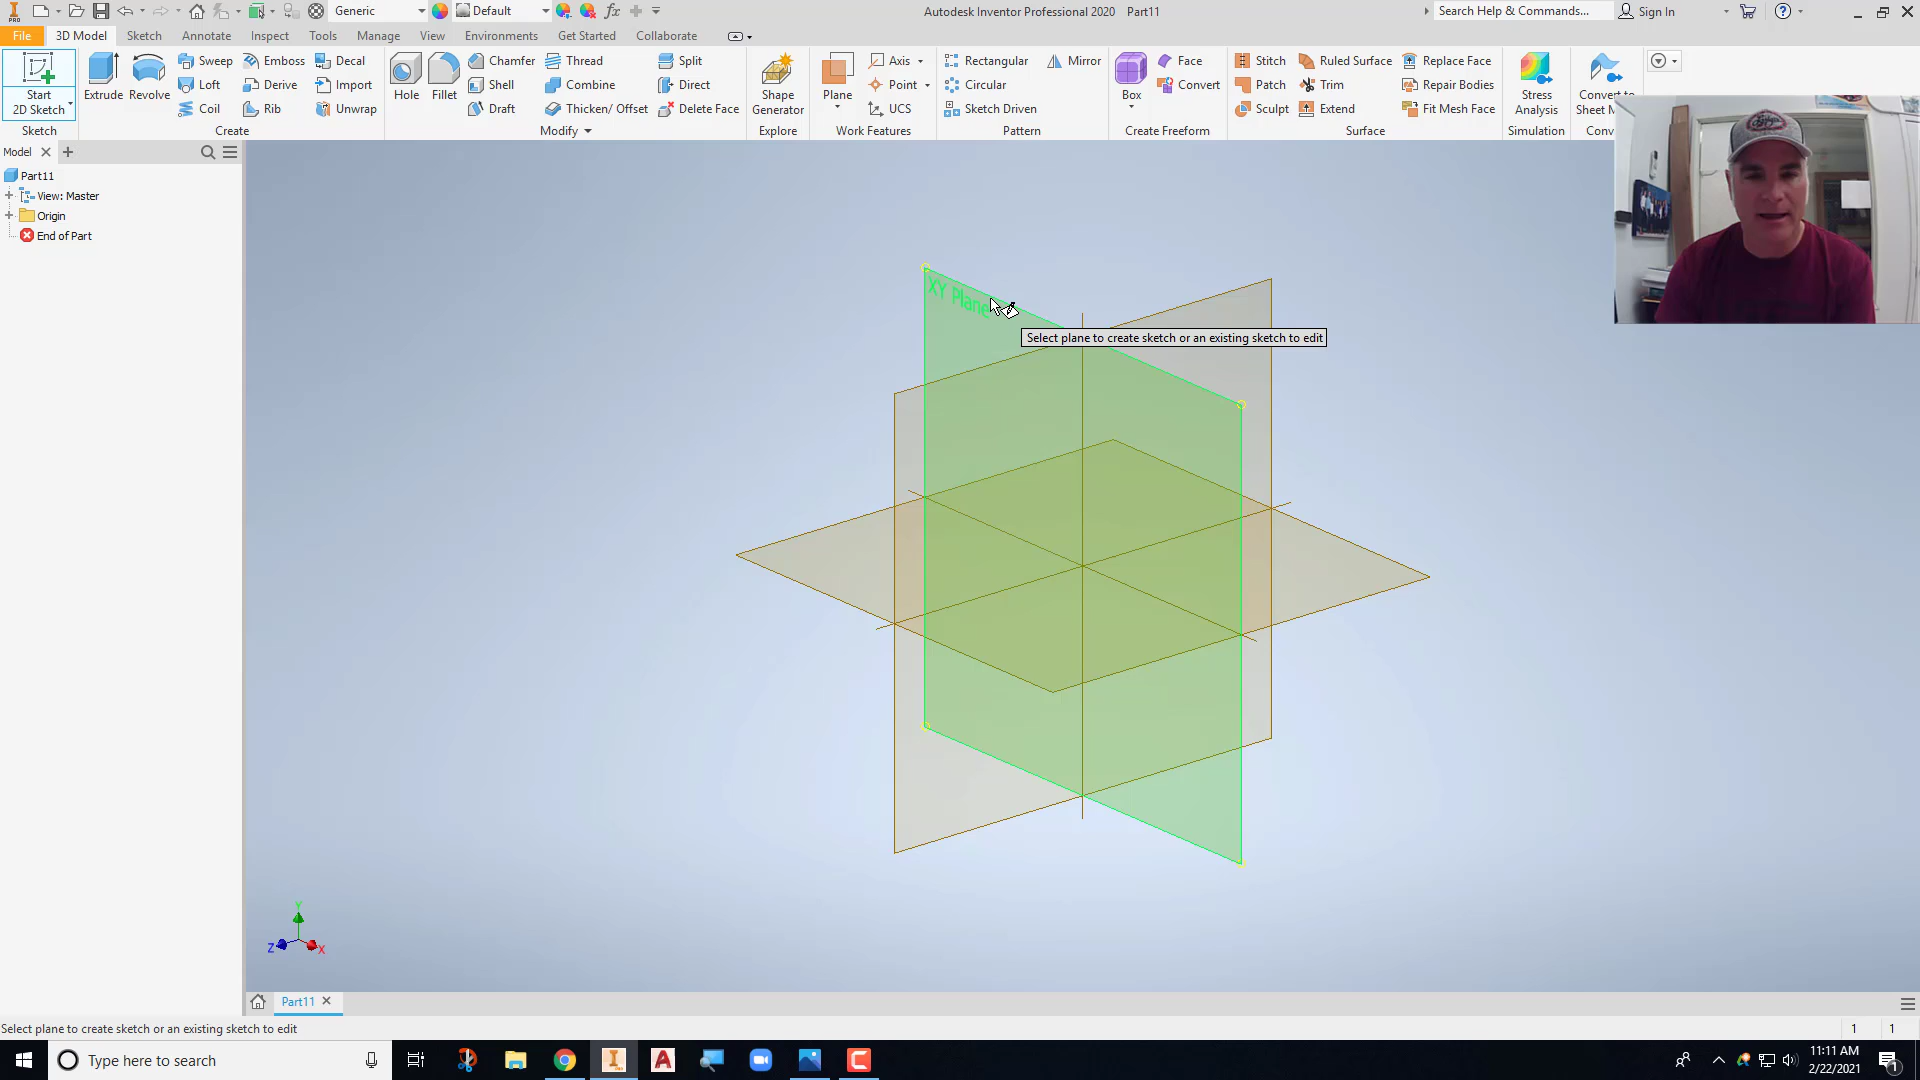 Generic
Default
fx
Autodesk Inventor Professional 2020 Part11
Search Help & Commands...
Sign In
PRO
File 3D Model Sketch Annotate Inspect Tools Manage View Environments Get Started Collaborate
Start
2D Sketch
Sketch
Extrude Revolve
Sweep Emboss Decal
Loft Derive Import
Coil Rib Unwrap
Create
Hole Fillet
Chamfer Thread Split
Shell Combine Direct
Draft Thicken/ Offset Delete Face
Modify
Shape
Generator
Explore
Plane
Axis
Point
UCS
Work Features
Rectangular Mirror
Circular
Sketch Driven
Pattern
Box
Face
Convert
Create Freeform
Stitch Ruled Surface Replace Face
Patch Trim Repair Bodies
Sculpt Extend Fit Mesh Face
Surface
Stress
Analysis
Simulation
Convert to
Sheet M
Conv
Model
Part11
View: Master
Origin
End of Part
XY Plane
Select plane to create sketch or an existing sketch to edit
Y
Z
X
Part11
Select plane to create sketch or an existing sketch to edit
1 1
Type here to search
11:11 AM
2/22/2021
1